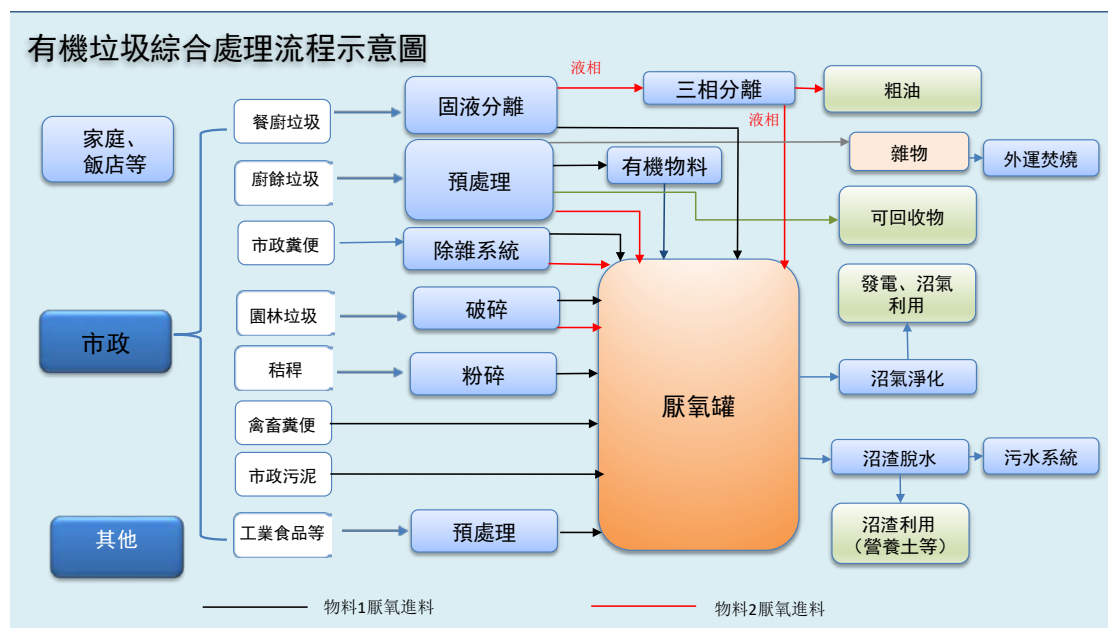 有機垃圾綜合處理流程示意圖
家庭、
飯店等
市政
其他
餐廚垃圾
廚餘垃圾
市政糞便
園林垃圾
秸稈
禽畜糞便
市政污泥
工業食品等
固液分離
預處理
除雜系統
破碎
粉碎
預處理
液相
三相分離
液相
有機物料
厭氧罐
粗油
雜物
外運焚燒
可回收物
發電、沼氣
利用
沼氣淨化
沼渣脫水
污水系統
沼渣利用
（營養土等）
物料1厭氧進料
物料2厭氧進料